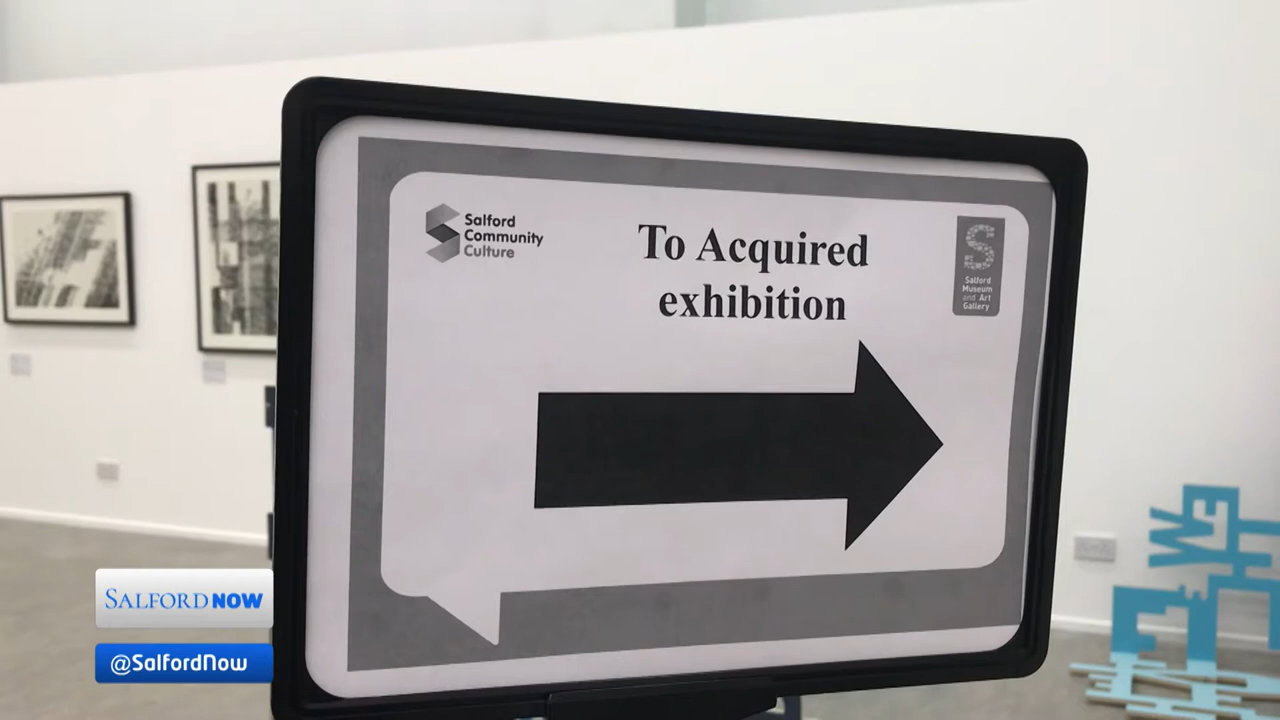 Salford
Community
Culture
To Acquired
exhibition
S
Salford
Museum
and Art
Gallery
SALFORD NOW
@SalfordNow